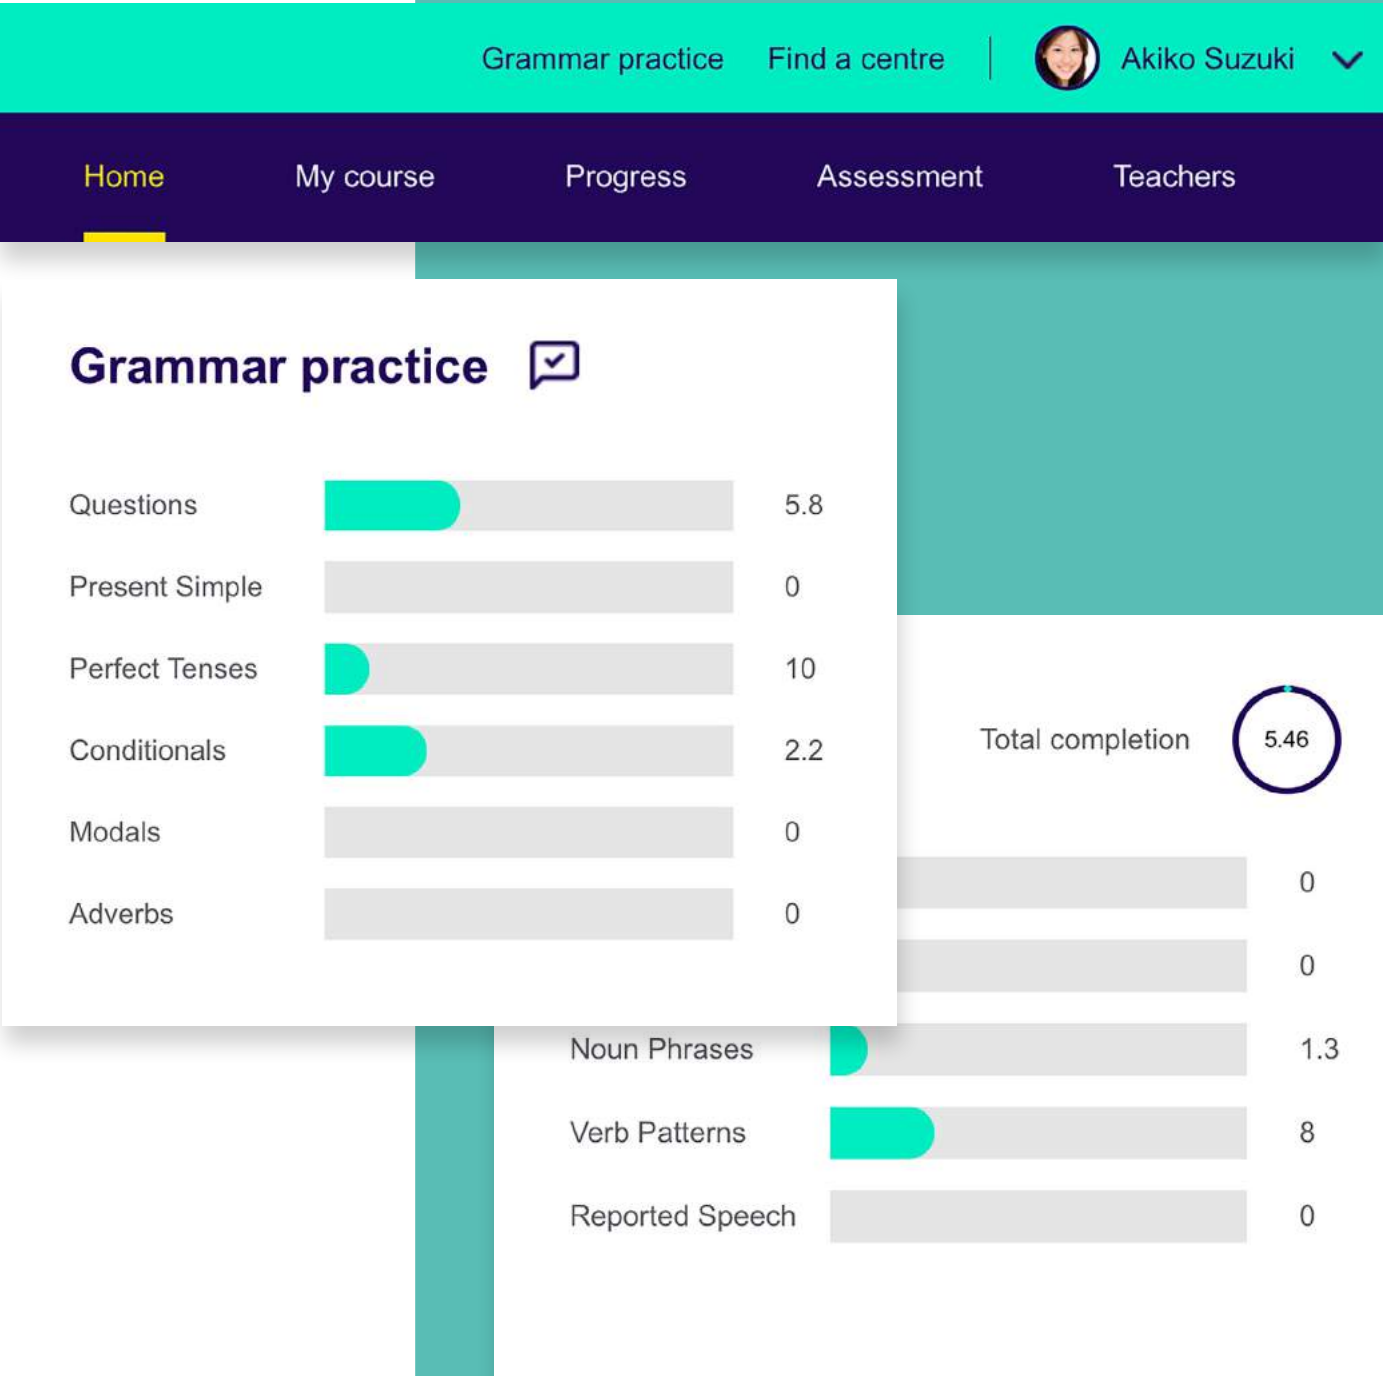 Grammar practice Find a centre Akiko Suzuki
Home My course Progress Assessment Teachers
Grammar practice
Questions 5.8
Present Simple 0
Perfect Tenses 10
Conditionals 2.2
Modals 0
Adverbs 0
Total completion 5.46
0
0
Noun Phrases 1.3
Verb Patterns 8
Reported Speech 0